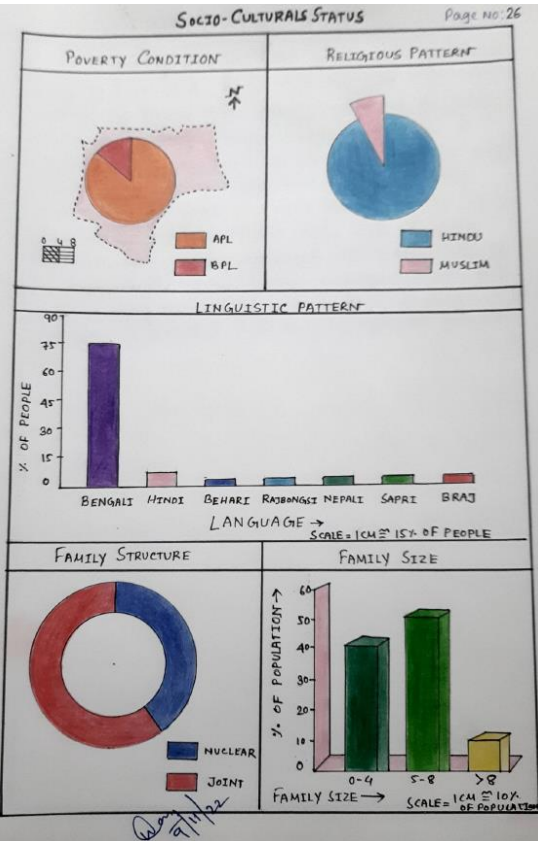 SOCIO-CULTURALS STATUS
Page No: 26
POVERTY CONDITION
N
0 4 8
APL
BPL
RELIGIOUS PATTERN
HINDU
MUSLIM
LINGUISTIC PATTERN
% OF PEOPLE
90
75
60
45
30
15
0
BENGALI HINDI BEHARI RAJBONGSI NEPALI SAPRI BRAJ
LANGUAGE →
SCALE = 1CM ≅ 15% OF PEOPLE
FAMILY STRUCTURE
NUCLEAR
JOINT
FAMILY SIZE
% OF POPULATION →
60
50
40
30
20
10
0
0-4 5-8 >8
FAMILY SIZE →
SCALE = 1CM ≅ 10%
OF POPULATION
9/11/22